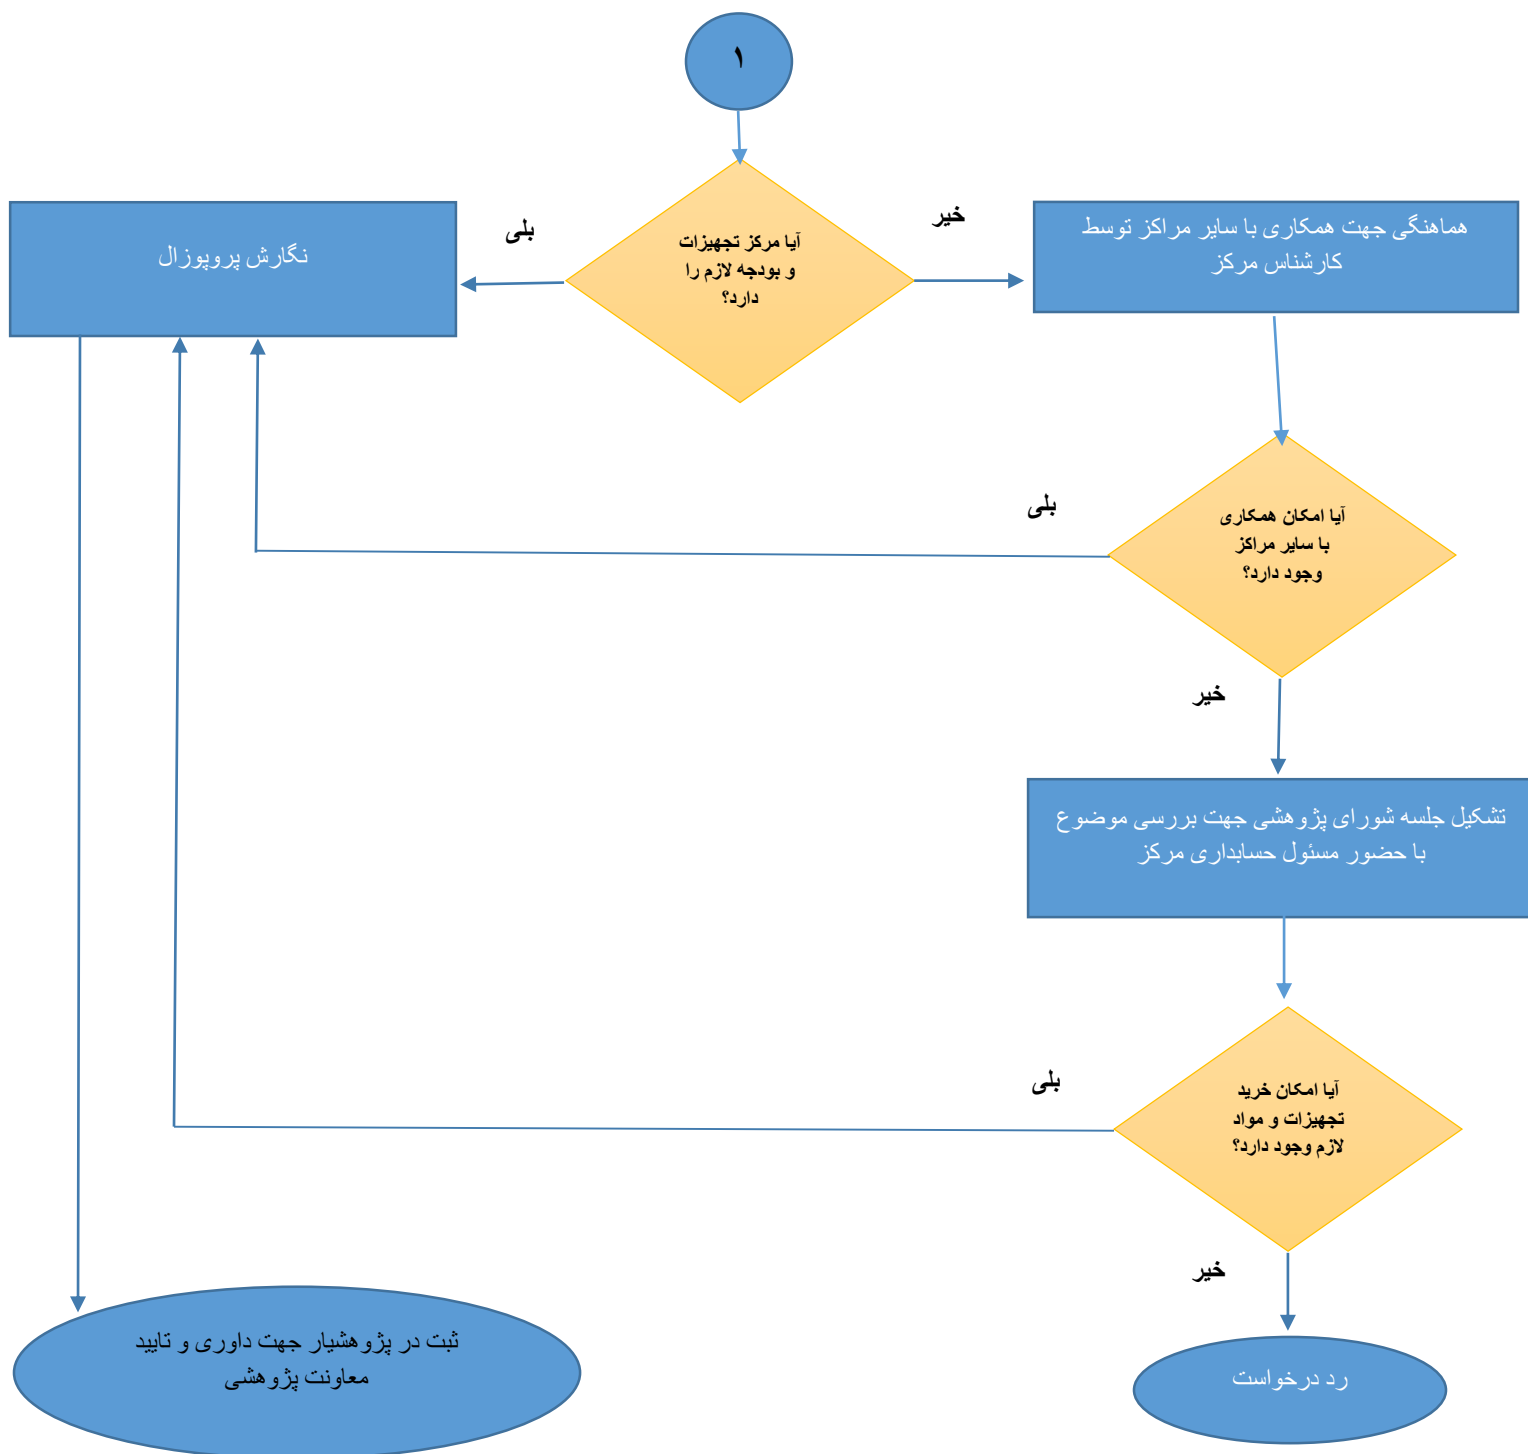 ۱
آیا مرکز تجهیزات
و بودجه لازم را
دارد؟
خیر
هماهنگی جهت همکاری با سایر مراکز توسط
کارشناس مرکز
بلی
نگارش پروپوزال
آیا امکان همکاری
با سایر مراکز
وجود دارد؟
بلی
خیر
تشکیل جلسه شورای پژوهشی جهت بررسی موضوع
با حضور مسئول حسابداری مرکز
آیا امکان خرید
تجهیزات و مواد
لازم وجود دارد؟
بلی
خیر
رد درخواست
ثبت در پژوهشیار جهت داوری و تایید
معاونت پژوهشی